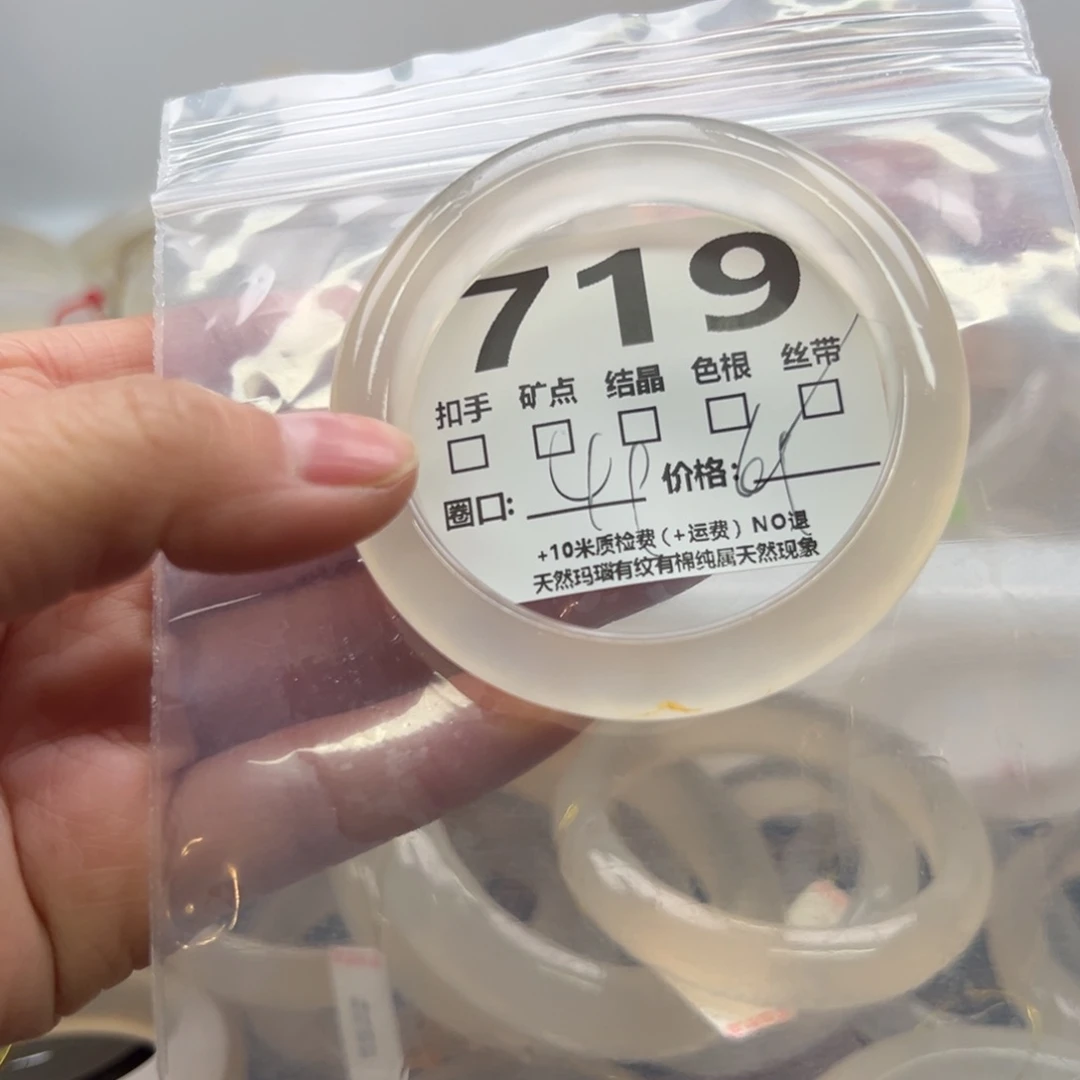 719
扣手 矿点 结晶 色根 丝带
圈口: 价格:
+10米质检费(+运费)NO退
天然玛瑙有纹有棉纯属天然现象